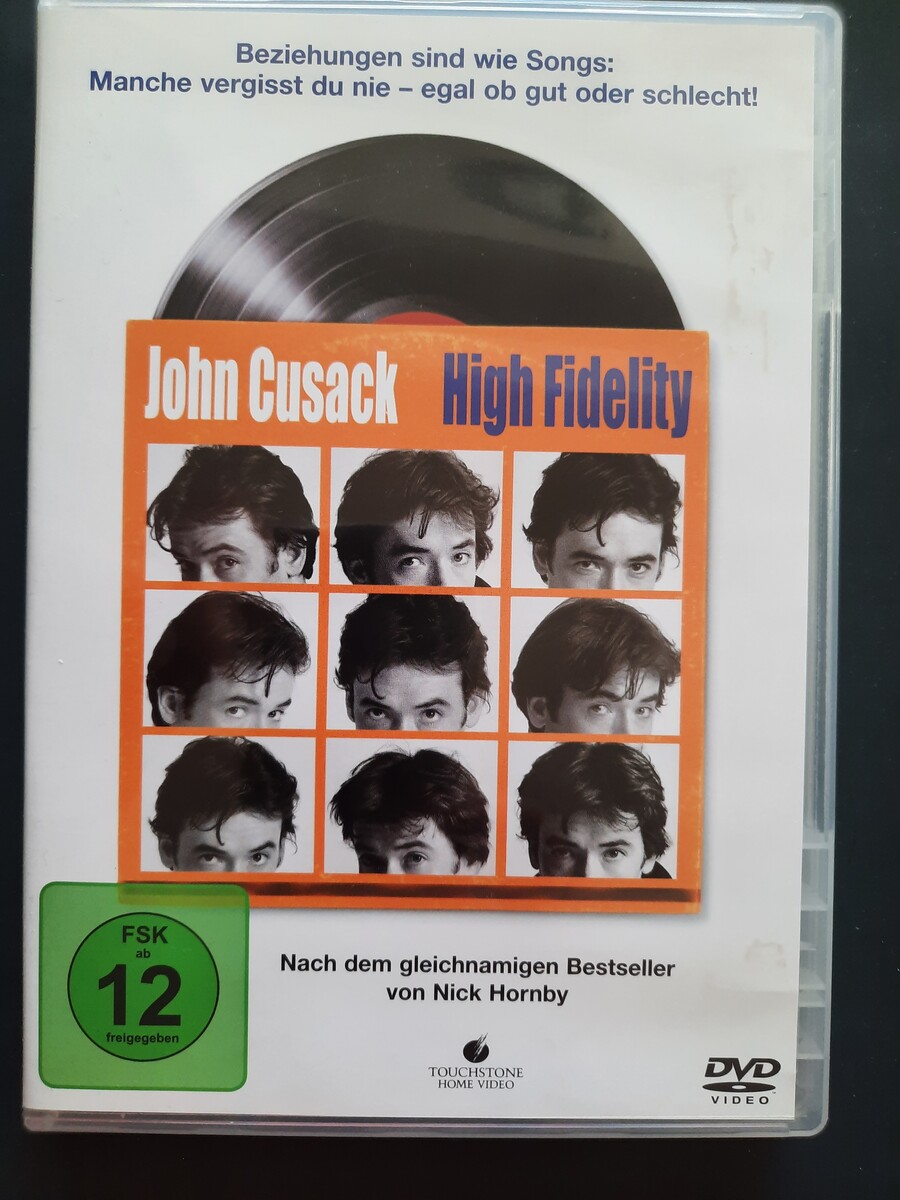 Beziehungen sind wie Songs:
Manche vergisst du nie – egal ob gut oder schlecht!
John Cusack High Fidelity
FSK
ab
12
freigegeben
Nach dem gleichnamigen Bestseller
von Nick Hornby
TOUCHSTONE
HOME VIDEO
DVD
VIDEO